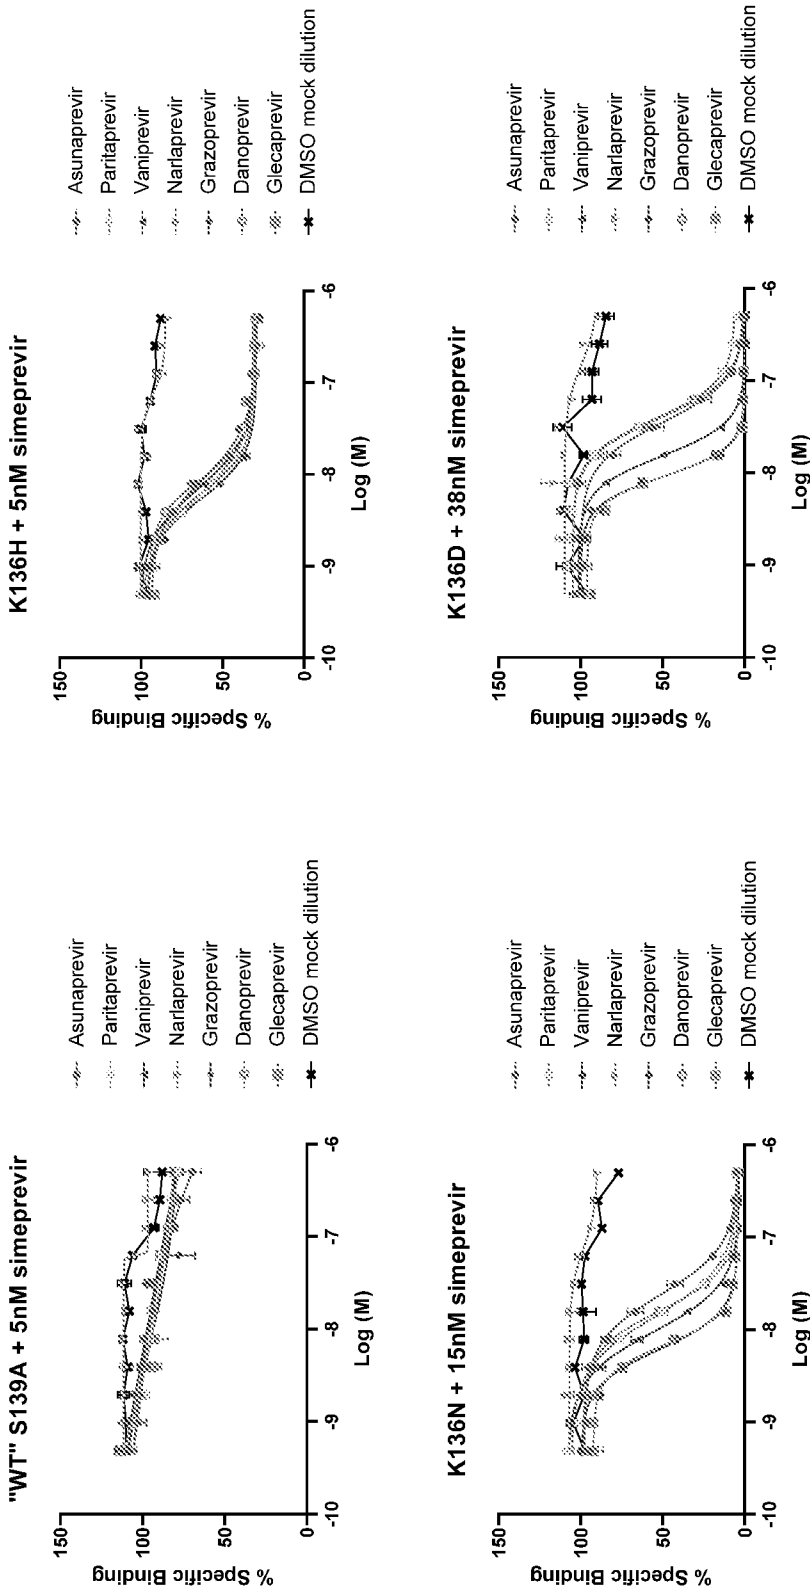 "WT" S139A + 5nM simeprevir
% Specific Binding
150
100
50
0
-10
-9
-8
-7
-6
Log (M)
Asunaprevir
Paritaprevir
Vaniprevir
Narlaprevir
Grazoprevir
Danoprevir
Glecaprevir
DMSO mock dilution
K136H + 5nM simeprevir
% Specific Binding
150
100
50
0
-10
-9
-8
-7
-6
Log (M)
Asunaprevir
Paritaprevir
Vaniprevir
Narlaprevir
Grazoprevir
Danoprevir
Glecaprevir
DMSO mock dilution
K136N + 15nM simeprevir
% Specific Binding
150
100
50
0
-10
-9
-8
-7
-6
Log (M)
Asunaprevir
Paritaprevir
Vaniprevir
Narlaprevir
Grazoprevir
Danoprevir
Glecaprevir
DMSO mock dilution
K136D + 38nM simeprevir
% Specific Binding
150
100
50
0
-10
-9
-8
-7
-6
Log (M)
Asunaprevir
Paritaprevir
Vaniprevir
Narlaprevir
Grazoprevir
Danoprevir
Glecaprevir
DMSO mock dilution